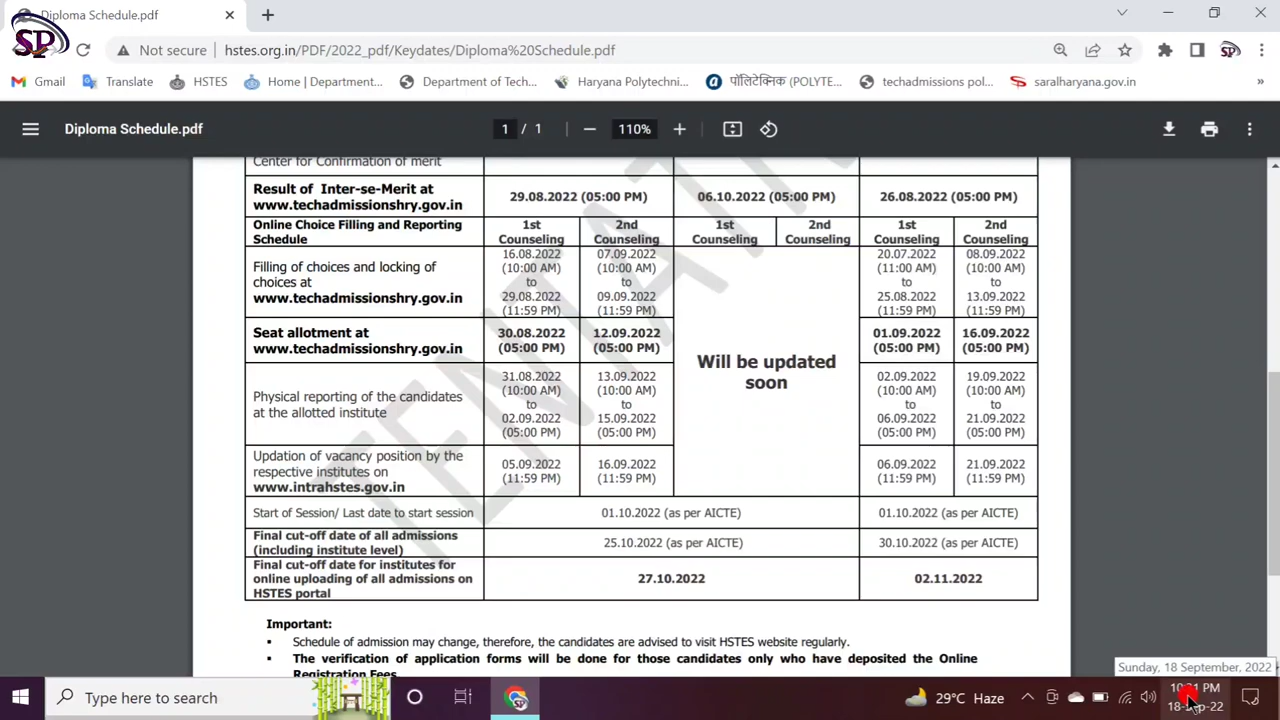 SP
Diploma Schedule.pdf
Not secure
hstes.org.in/PDF/2022_pdf/Keydates/Diploma%20Schedule.pdf
Gmail
Translate
HSTES
Home | Department...
Department of Tech...
Haryana Polytechni...
पॉलिटेक्निक (POLYTE...
techadmissions pol...
saralharyana.gov.in
»
Diploma Schedule.pdf
1 / 1
110%
Center for Confirmation of merit
Result of Inter-se-Merit at
www.techadmissionshry.gov.in
29.08.2022 (05:00 PM)
06.10.2022 (05:00 PM)
26.08.2022 (05:00 PM)
Online Choice Filling and Reporting
Schedule
1st
Counseling
2nd
Counseling
1st
Counseling
2nd
Counseling
1st
Counseling
2nd
Counseling
Filling of choices and locking of
choices at
www.techadmissionshry.gov.in
16.08.2022
(10:00 AM)
to
29.08.2022
(11:59 PM)
07.09.2022
(10:00 AM)
to
09.09.2022
(11:59 PM)
Will be updated
soon
20.07.2022
(11:00 AM)
to
25.08.2022
(11:59 PM)
08.09.2022
(10:00 AM)
to
13.09.2022
(11:59 PM)
Seat allotment at
www.techadmissionshry.gov.in
30.08.2022
(05:00 PM)
12.09.2022
(05:00 PM)
01.09.2022
(05:00 PM)
16.09.2022
(05:00 PM)
Physical reporting of the candidates
at the allotted institute
31.08.2022
(10:00 AM)
to
02.09.2022
(05:00 PM)
13.09.2022
(10:00 AM)
to
15.09.2022
(05:00 PM)
02.09.2022
(10:00 AM)
to
06.09.2022
(05:00 PM)
19.09.2022
(10:00 AM)
to
21.09.2022
(05:00 PM)
Updation of vacancy position by the
respective institutes on
www.intrahstes.gov.in
05.09.2022
(11:59 PM)
16.09.2022
(11:59 PM)
06.09.2022
(11:59 PM)
21.09.2022
(11:59 PM)
Start of Session/ Last date to start session
01.10.2022 (as per AICTE)
01.10.2022 (as per AICTE)
Final cut-off date of all admissions
(including institute level)
25.10.2022 (as per AICTE)
30.10.2022 (as per AICTE)
Final cut-off date for institutes for
online uploading of all admissions on
HSTES portal
27.10.2022
02.11.2022
TENTATI
Important:
▪ Schedule of admission may change, therefore, the candidates are advised to visit HSTES website regularly.
▪ The verification of application forms will be done for those candidates only who have deposited the Online
Registration Fees.
Sunday, 18 September, 2022
Type here to search
29°C Haze
18-Sep-22